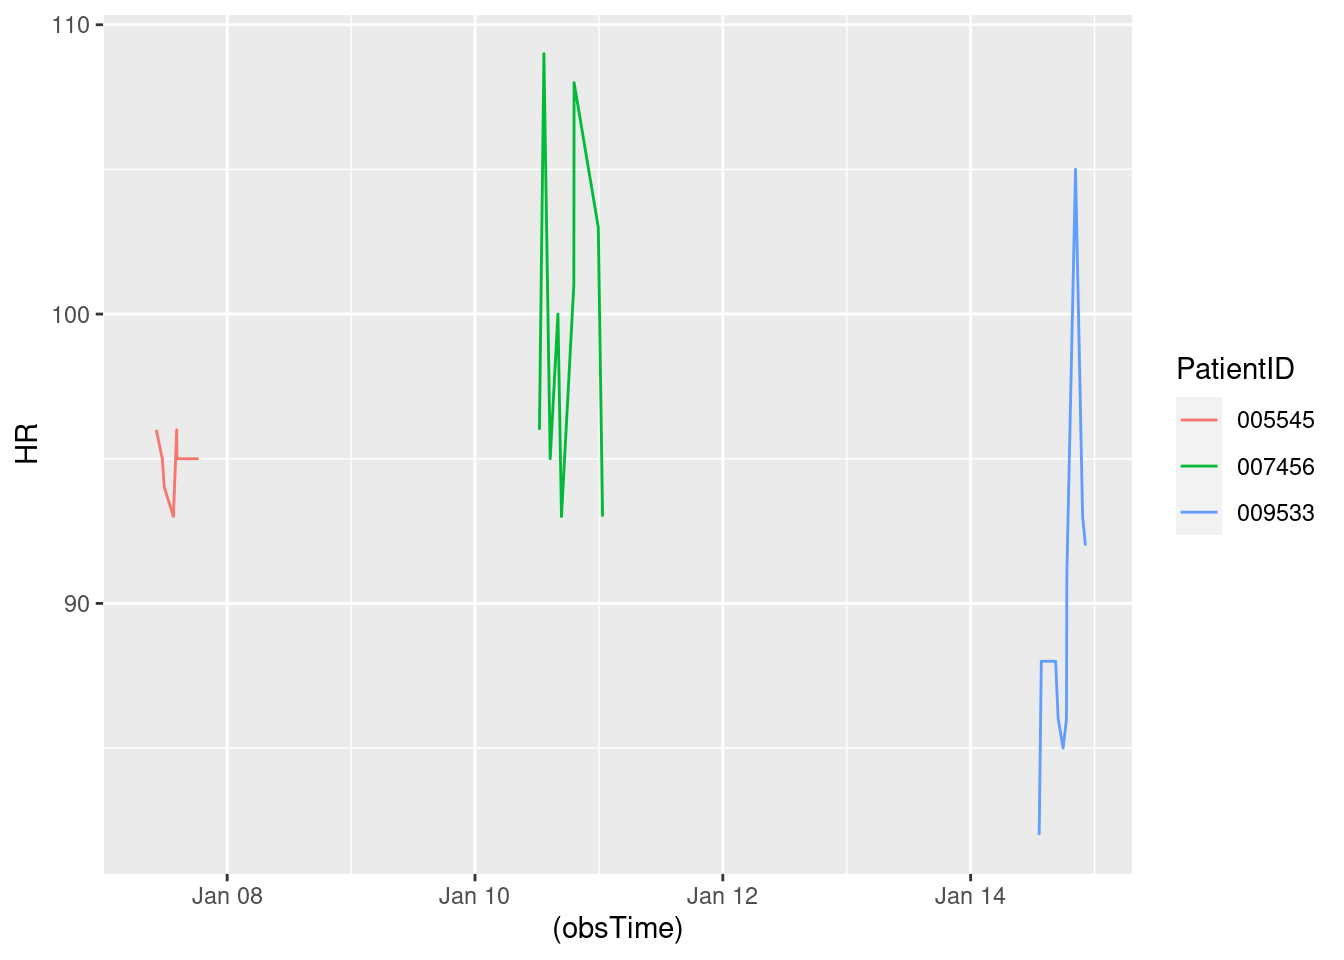 110
100
90
HR
Jan 08
Jan 10
Jan 12
Jan 14
(obsTime)
PatientID
005545
007456
009533